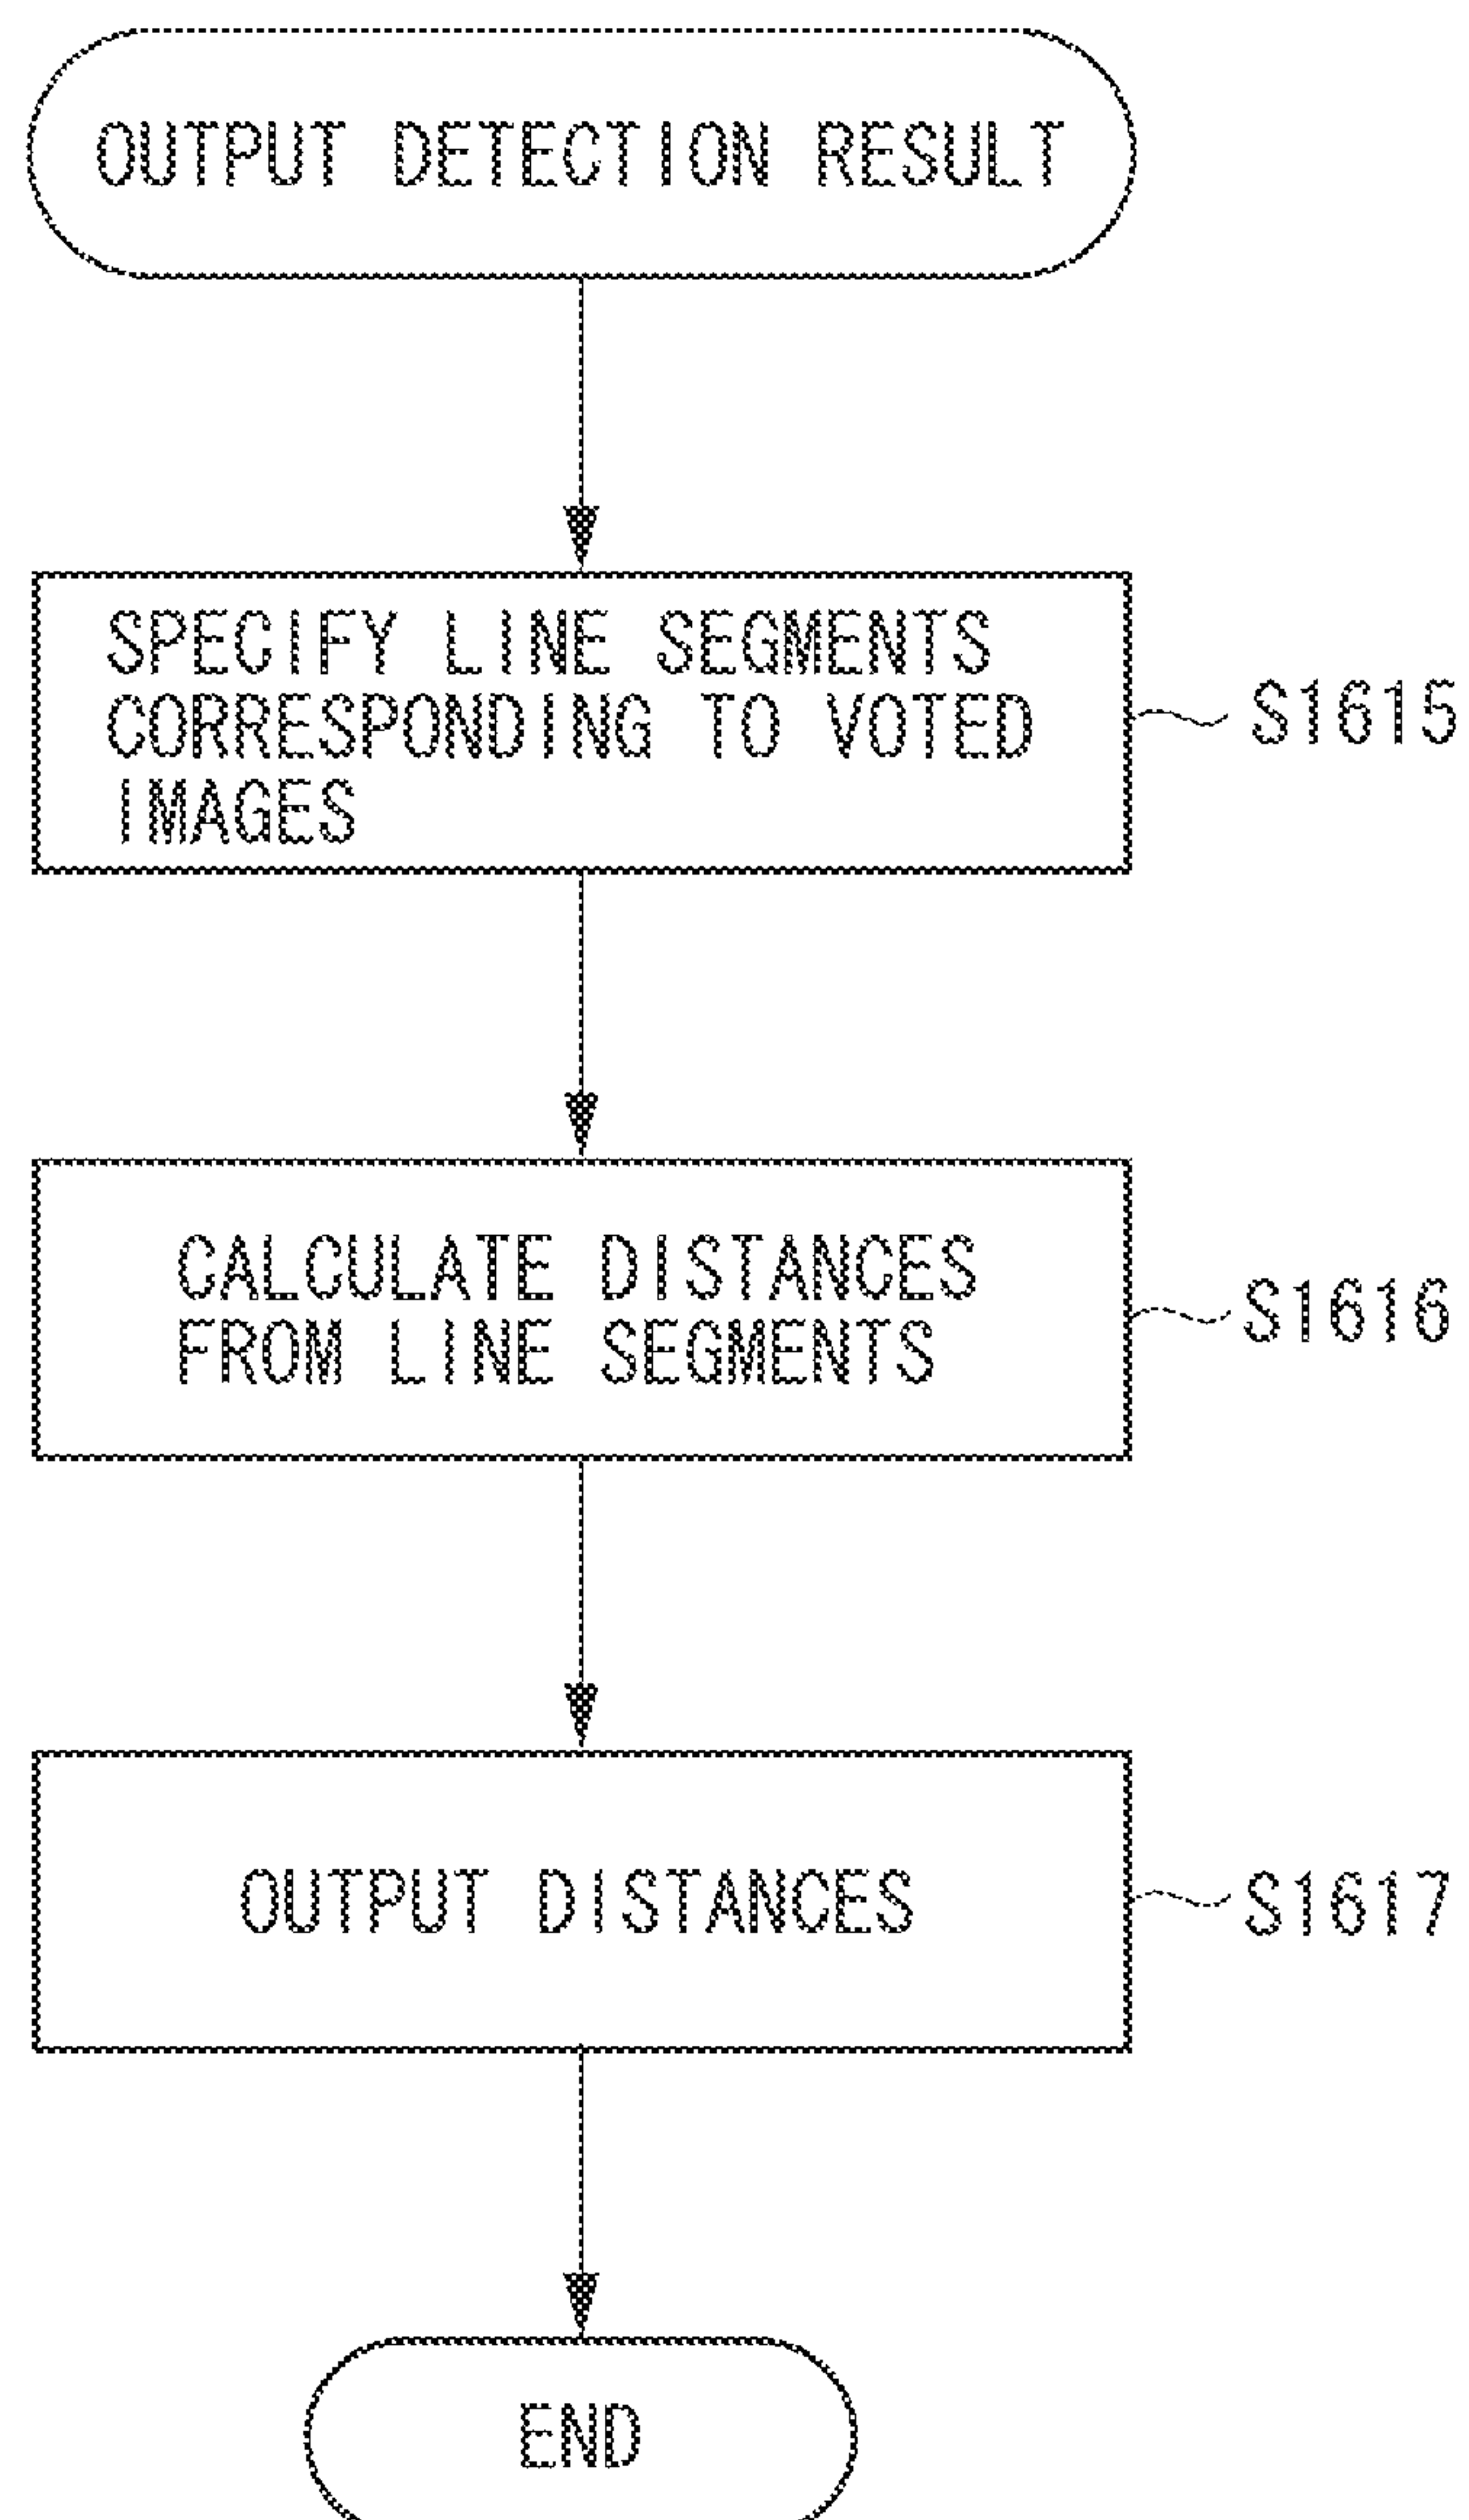 OUTPUT DETECTION RESULT
SPECIFY LINE SEGMENTS
CORRESPONDING TO VOTED
IMAGES
S1615
CALCULATE DISTANCES
FROM LINE SEGMENTS
S1616
OUTPUT DISTANCES
S1617
END